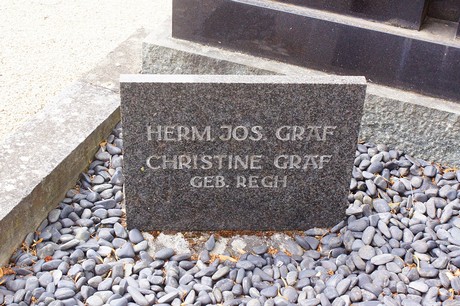 HERM. JOS. GRAF
CHRISTINE GRAF
GEB. REGH